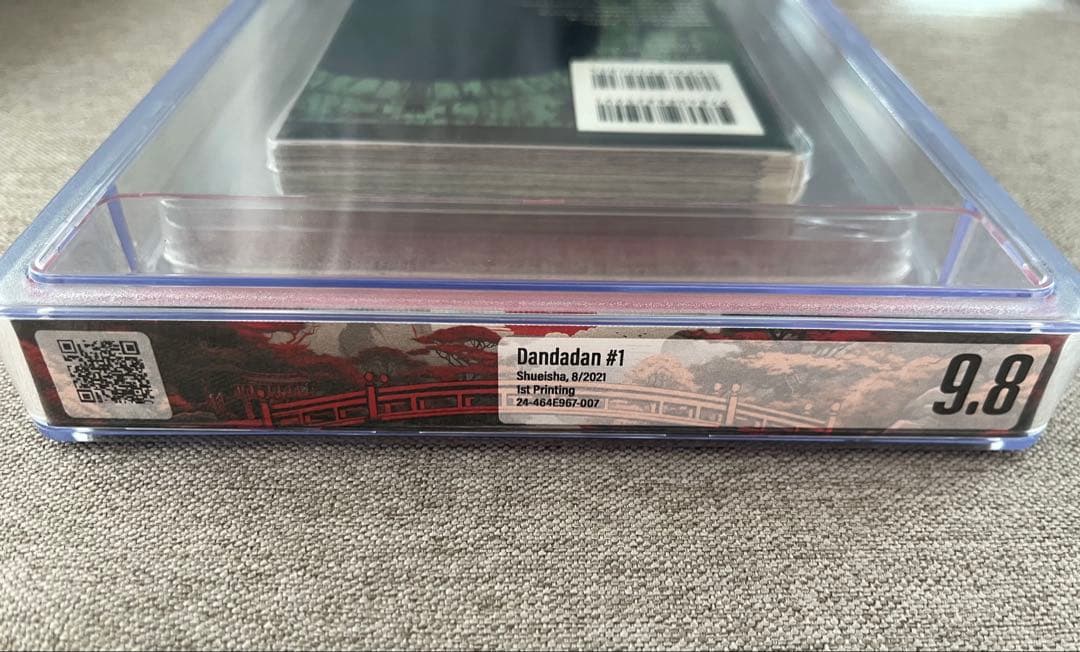 Dandadan #1
Shueisha, 8/2021
1st Printing
24-464E967-007
9.8